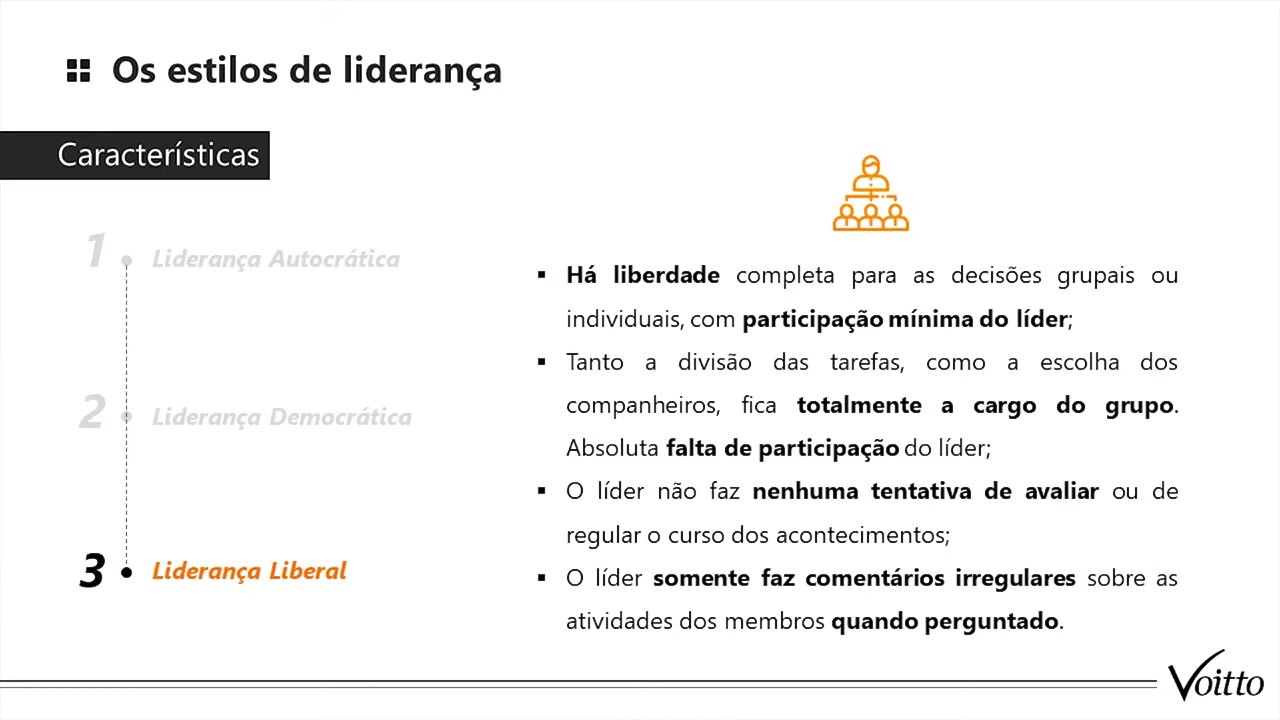 Os estilos de liderança
Características
1 Liderança Autocrática
2 Liderança Democrática
3 Liderança Liberal
▪ Há liberdade completa para as decisões grupais ou
individuais, com participação mínima do líder;
▪ Tanto a divisão das tarefas, como a escolha dos
companheiros, fica totalmente a cargo do grupo.
Absoluta falta de participação do líder;
▪ O líder não faz nenhuma tentativa de avaliar ou de
regular o curso dos acontecimentos;
▪ O líder somente faz comentários irregulares sobre as
atividades dos membros quando perguntado.
Voitto